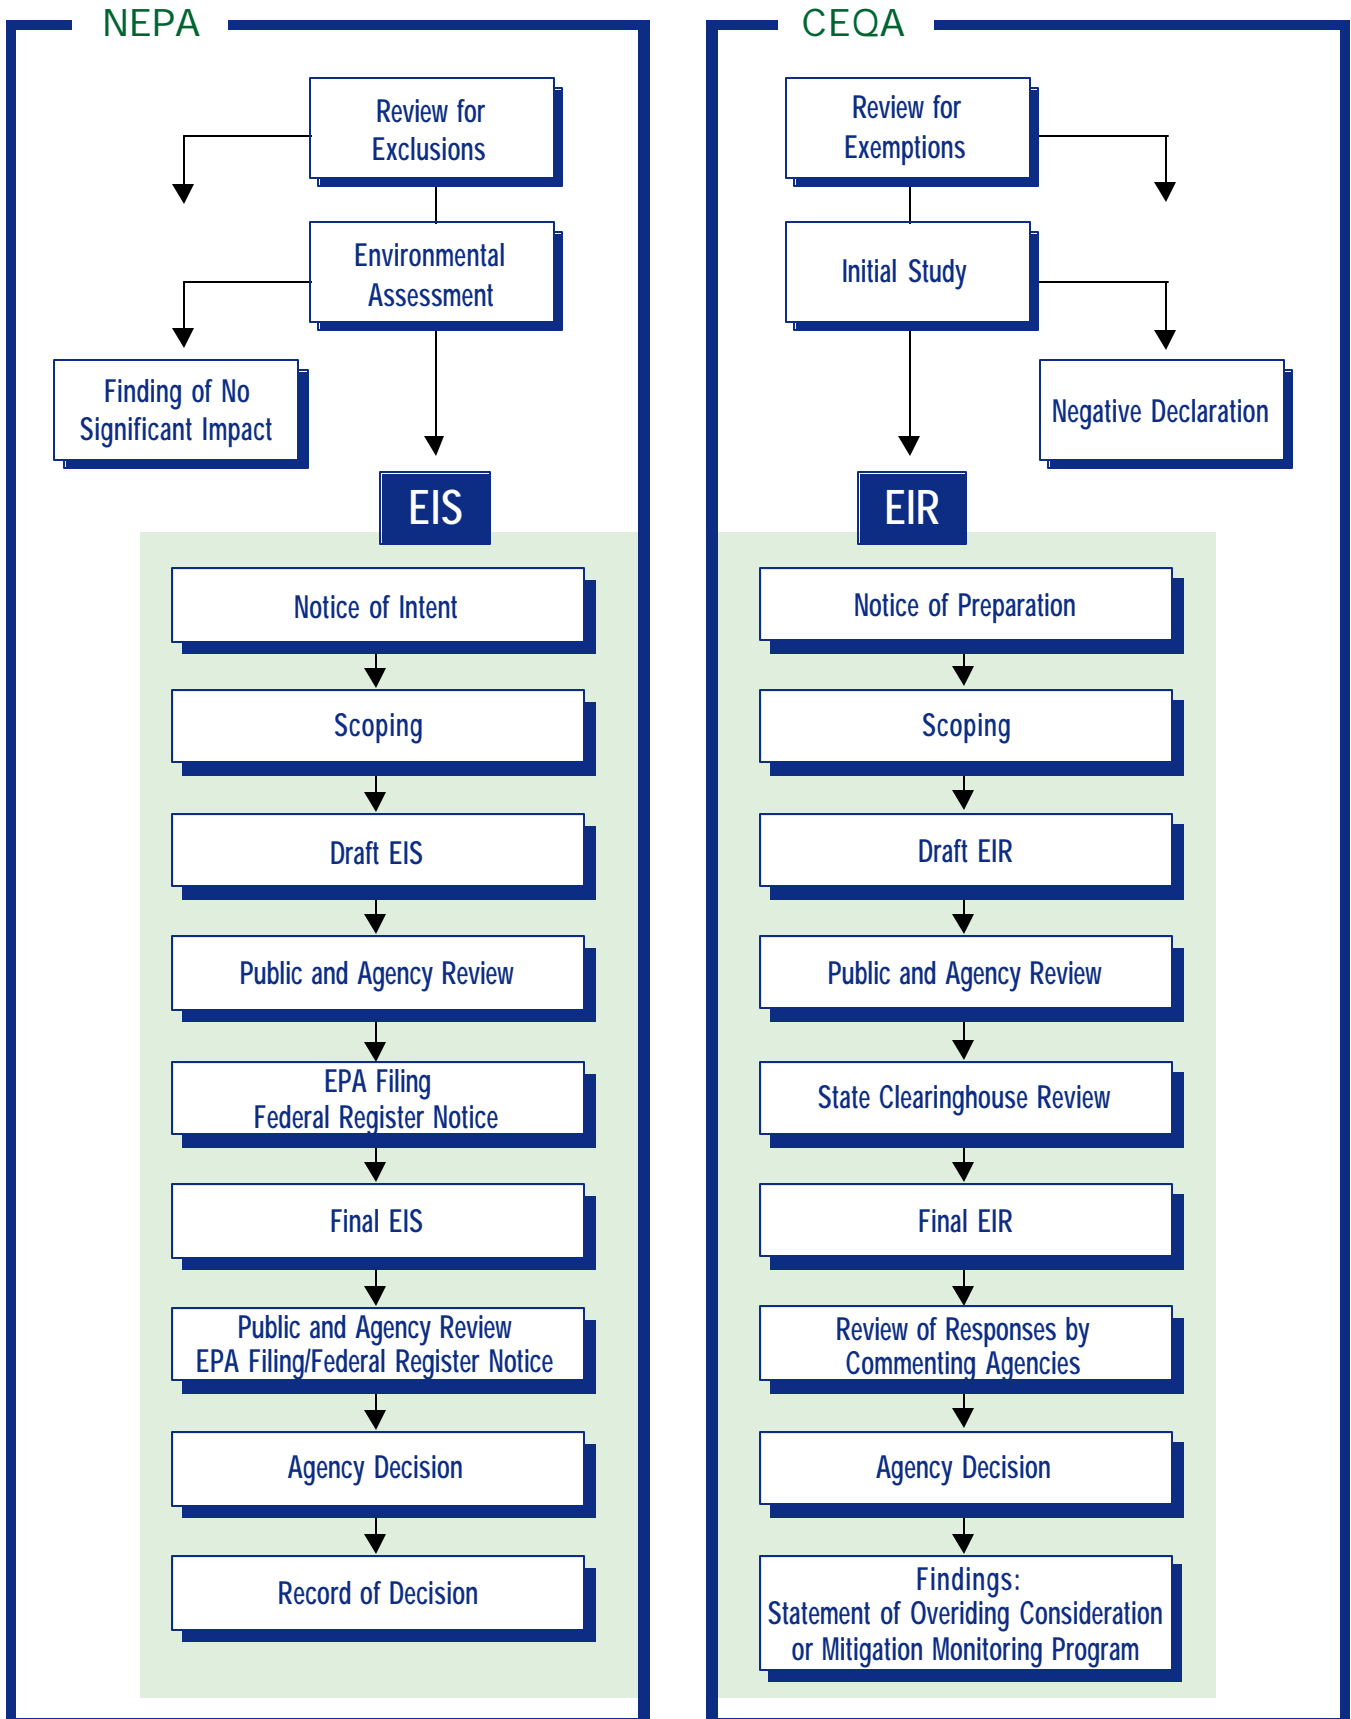 NEPA
Review for
Exclusions
Environmental
Assessment
Finding of No
Significant Impact
EIS
Notice of Intent
Scoping
Draft EIS
Public and Agency Review
EPA Filing
Federal Register Notice
Final EIS
Public and Agency Review
EPA Filing/Federal Register Notice
Agency Decision
Record of Decision
CEQA
Review for
Exemptions
Initial Study
Negative Declaration
EIR
Notice of Preparation
Scoping
Draft EIR
Public and Agency Review
State Clearinghouse Review
Final EIR
Review of Responses by
Commenting Agencies
Agency Decision
Findings:
Statement of Overiding Consideration
or Mitigation Monitoring Program